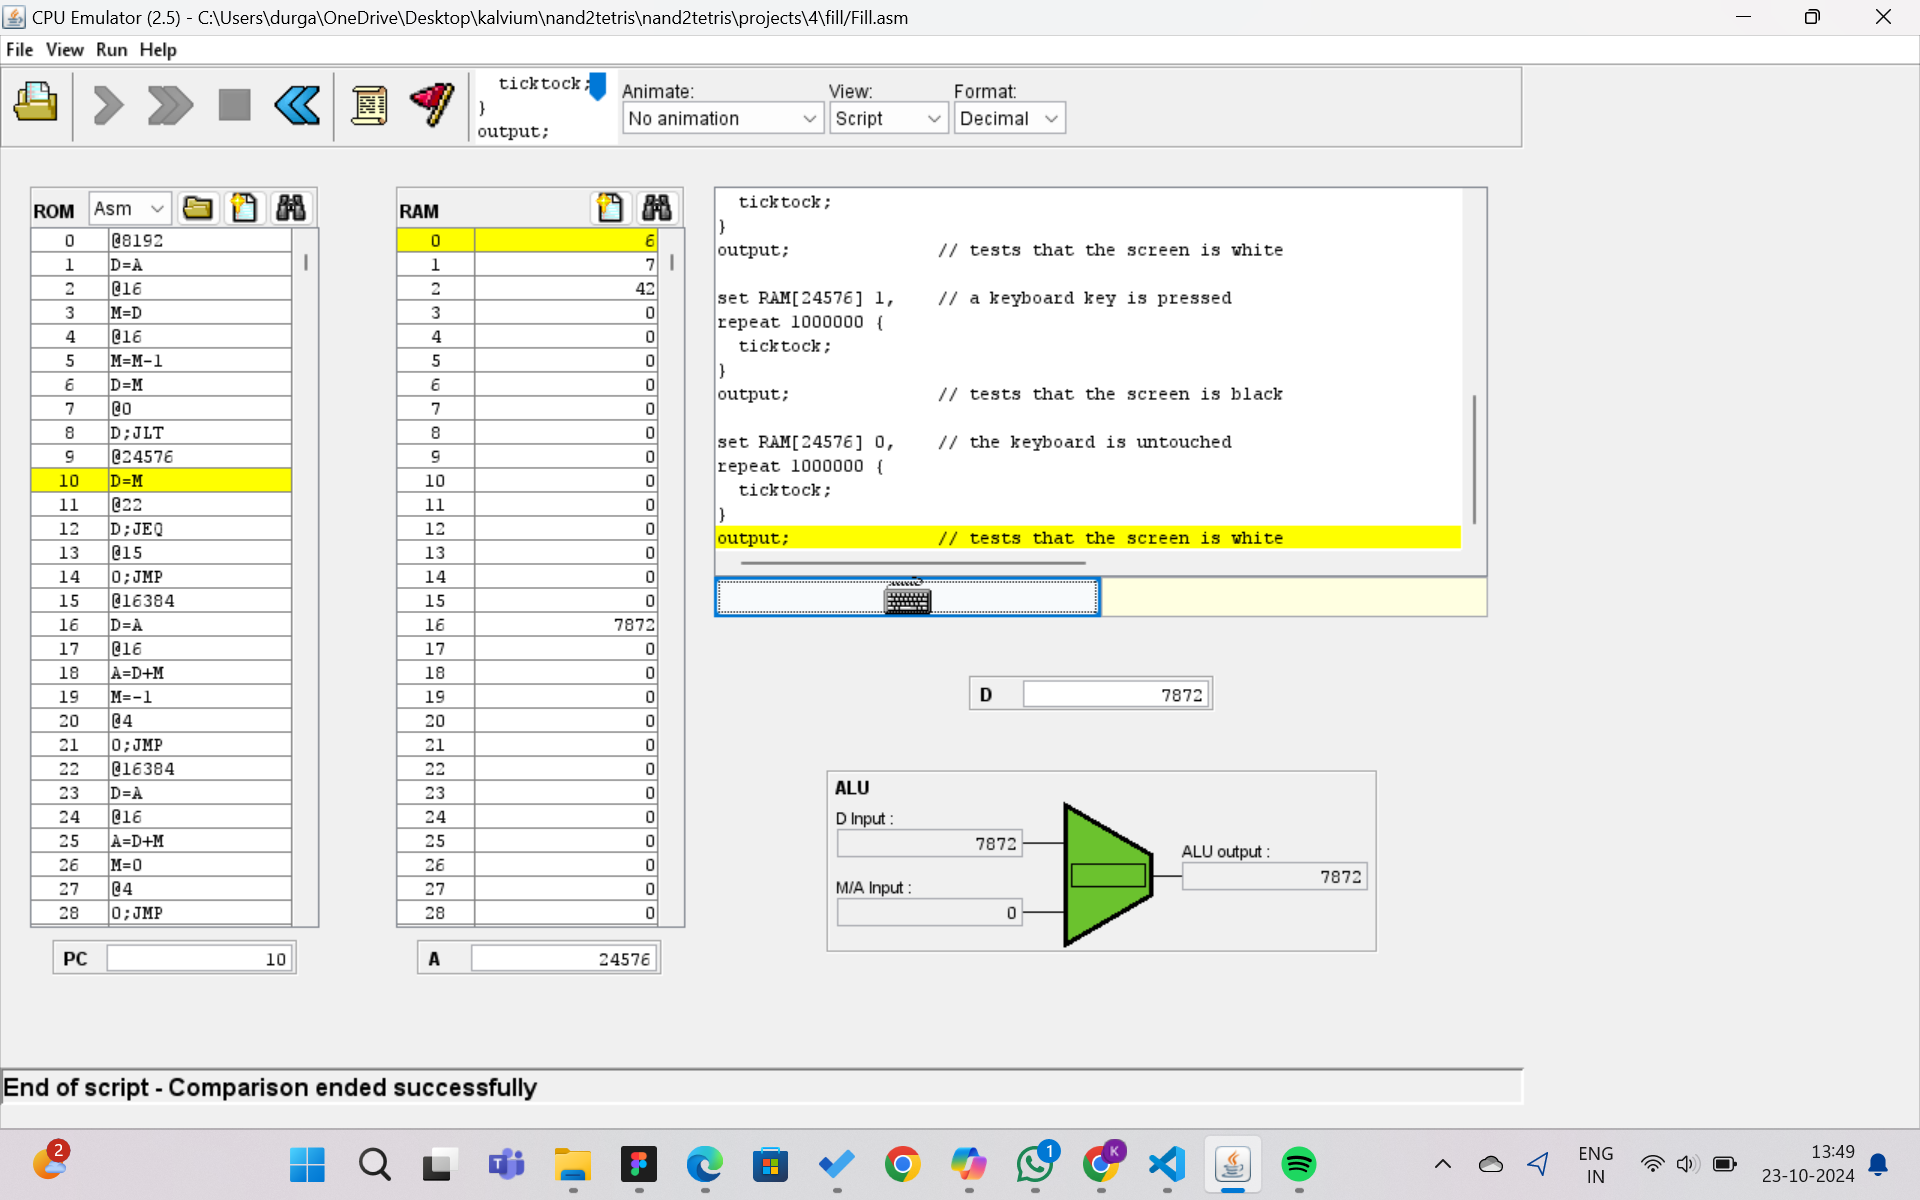 CPU Emulator (2.5) - C:\Users\durga\OneDrive\Desktop\kalvium\nand2tetris\nand2tetris\projects\4\fill/Fill.asm
File View Run Help
ticktock;
}
output;
Animate:
No animation
View:
Script
Format:
Decimal
ROM Asm
0 @8192
1 D=A
2 @16
3 M=D
4 @16
5 M=M-1
6 D=M
7 @0
8 D;JLT
9 @24576
10 D=M
11 @22
12 D;JEQ
13 @15
14 0;JMP
15 @16384
16 D=A
17 @16
18 A=D+M
19 M=-1
20 @4
21 0;JMP
22 @16384
23 D=A
24 @16
25 A=D+M
26 M=0
27 @4
28 0;JMP
PC 10
RAM
0 6
1 7
2 42
3 0
4 0
5 0
6 0
7 0
8 0
9 0
10 0
11 0
12 0
13 0
14 0
15 0
16 7872
17 0
18 0
19 0
20 0
21 0
22 0
23 0
24 0
25 0
26 0
27 0
28 0
A 24576
ticktock;
}
output; // tests that the screen is white
set RAM[24576] 1, // a keyboard key is pressed
repeat 1000000 {
ticktock;
}
output; // tests that the screen is black
set RAM[24576] 0, // the keyboard is untouched
repeat 1000000 {
ticktock;
}
output; // tests that the screen is white
D 7872
ALU
D Input :
7872
M/A Input :
0
ALU output :
7872
End of script - Comparison ended successfully
2
1
K
ENG
IN
13:49
23-10-2024